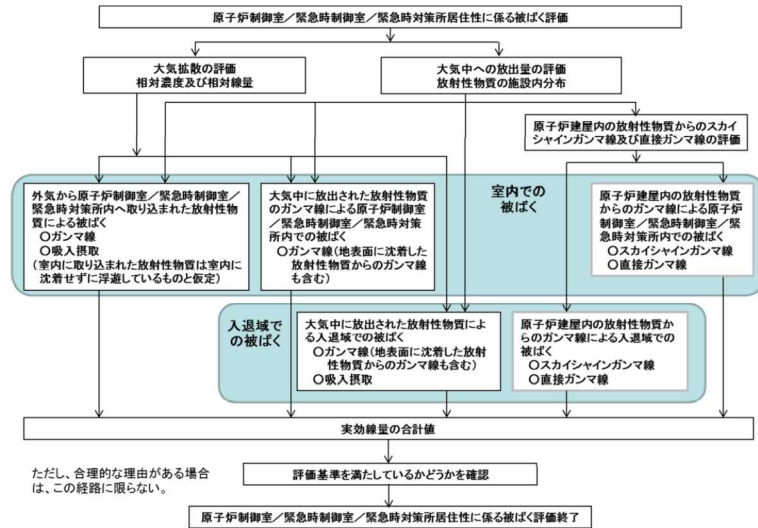 原子炉制御室／緊急時制御室／緊急時対策所居住性に係る被ばく評価
大気拡散の評価
相対濃度及び相対線量
大気中への放出量の評価
放射性物質の施設内分布
原子炉建屋内の放射性物質からのスカイ
シャインガンマ線及び直接ガンマ線の評価
室内での
被ばく
外気から原子炉制御室／緊急時制御室／
緊急時対策所内へ取り込まれた放射性物
質による被ばく
〇ガンマ線
〇吸入摂取
（室内に取り込まれた放射性物質は室内に
沈着せずに浮遊しているものと仮定）
大気中に放出された放射性物質
のガンマ線による原子炉制御室
／緊急時制御室／緊急時対策
所内での被ばく
〇ガンマ線（地表面に沈着した
放射性物質からのガンマ線
も含む）
原子炉建屋内の放射性物質
からのガンマ線による原子炉
制御室／緊急時制御室／緊
急時対策所内での被ばく
〇スカイシャインガンマ線
〇直接ガンマ線
入退域で
の被ばく
大気中に放出された放射性物質によ
る入退域での被ばく
〇ガンマ線（地表面に沈着した放射
性物質からのガンマ線も含む）
〇吸入摂取
原子炉建屋内の放射性物質か
らのガンマ線による入退域での
被ばく
〇スカイシャインガンマ線
〇直接ガンマ線
実効線量の合計値
ただし、合理的な理由がある場合
は、この経路に限らない。
評価基準を満たしているかどうかを確認
原子炉制御室／緊急時制御室／緊急時対策所居住性に係る被ばく評価終了